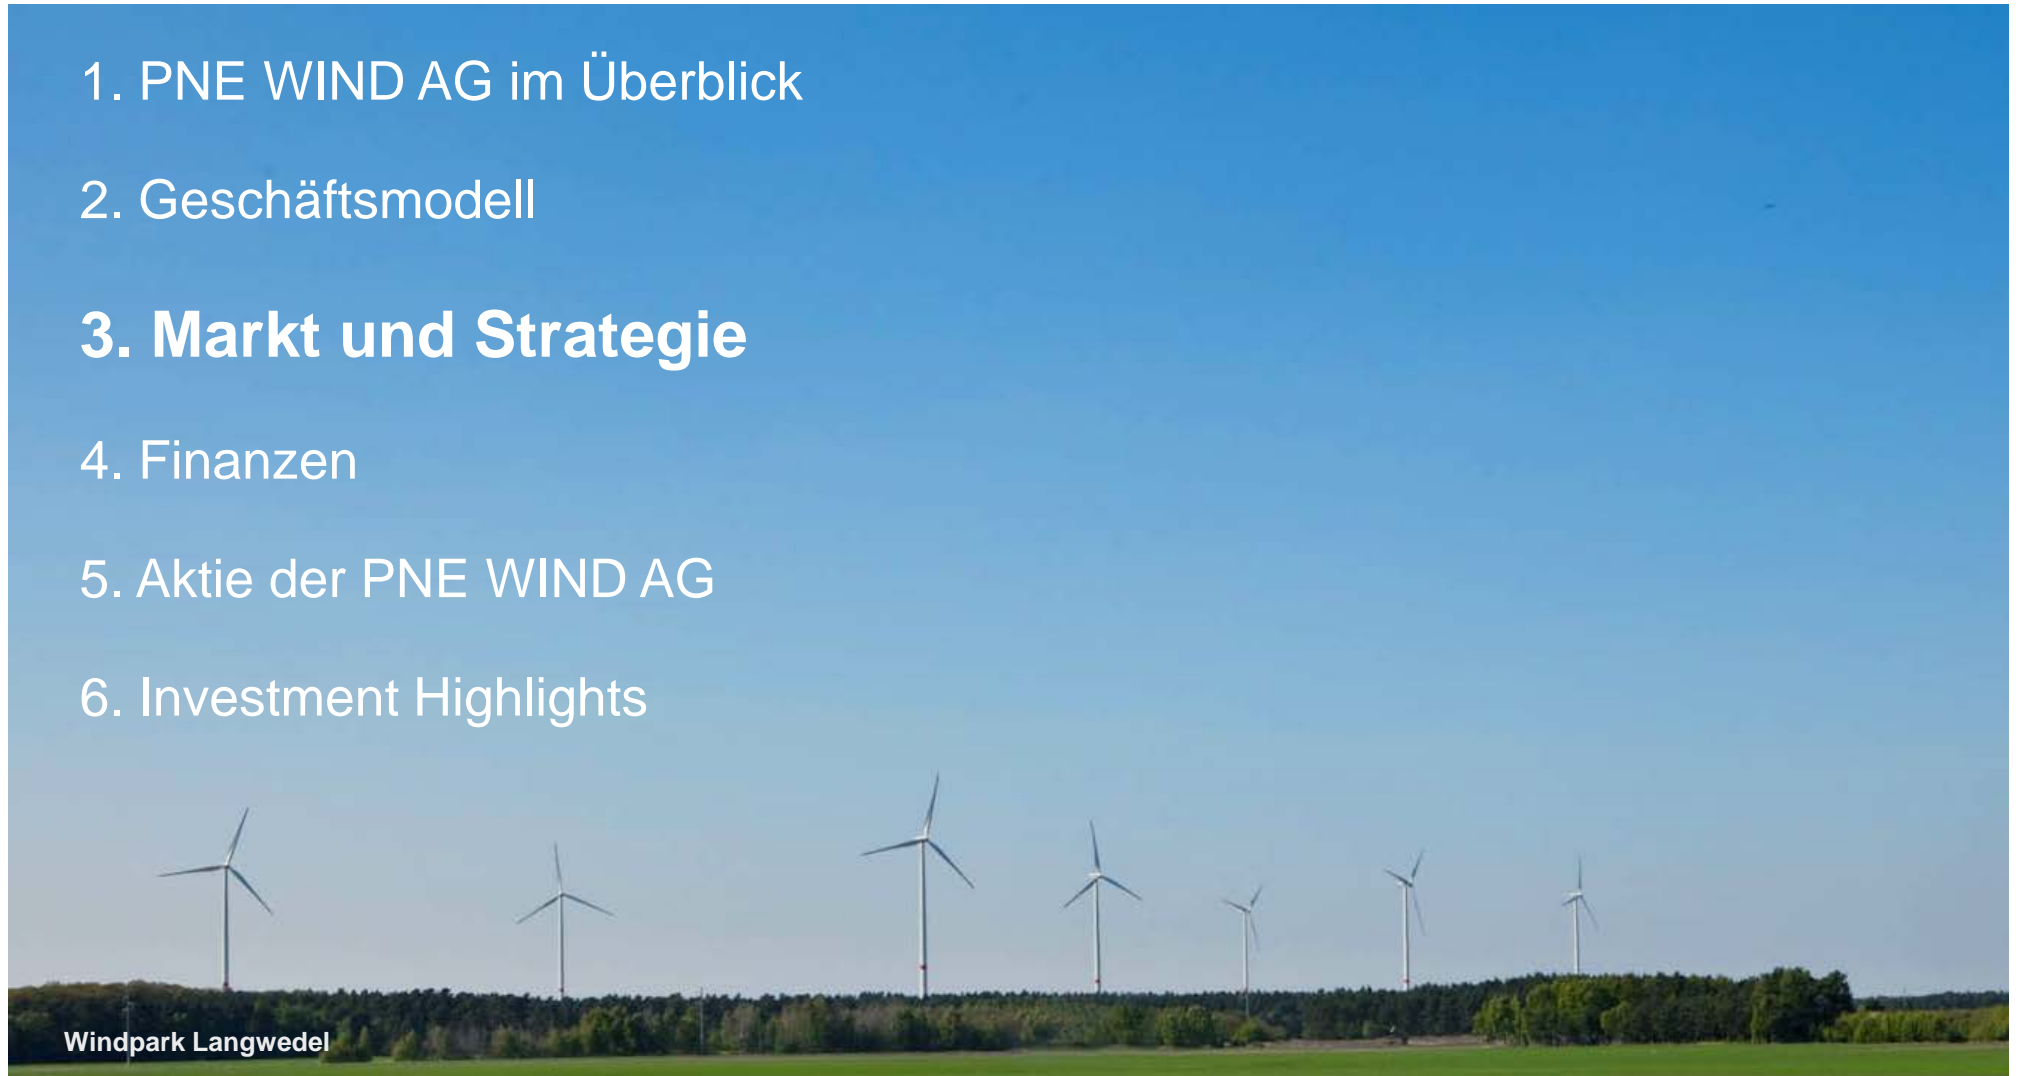 1. PNE WIND AG im Überblick
2. Geschäftsmodell
3. Markt und Strategie
4. Finanzen
5. Aktie der PNE WIND AG
6. Investment Highlights
Windpark Langwedel